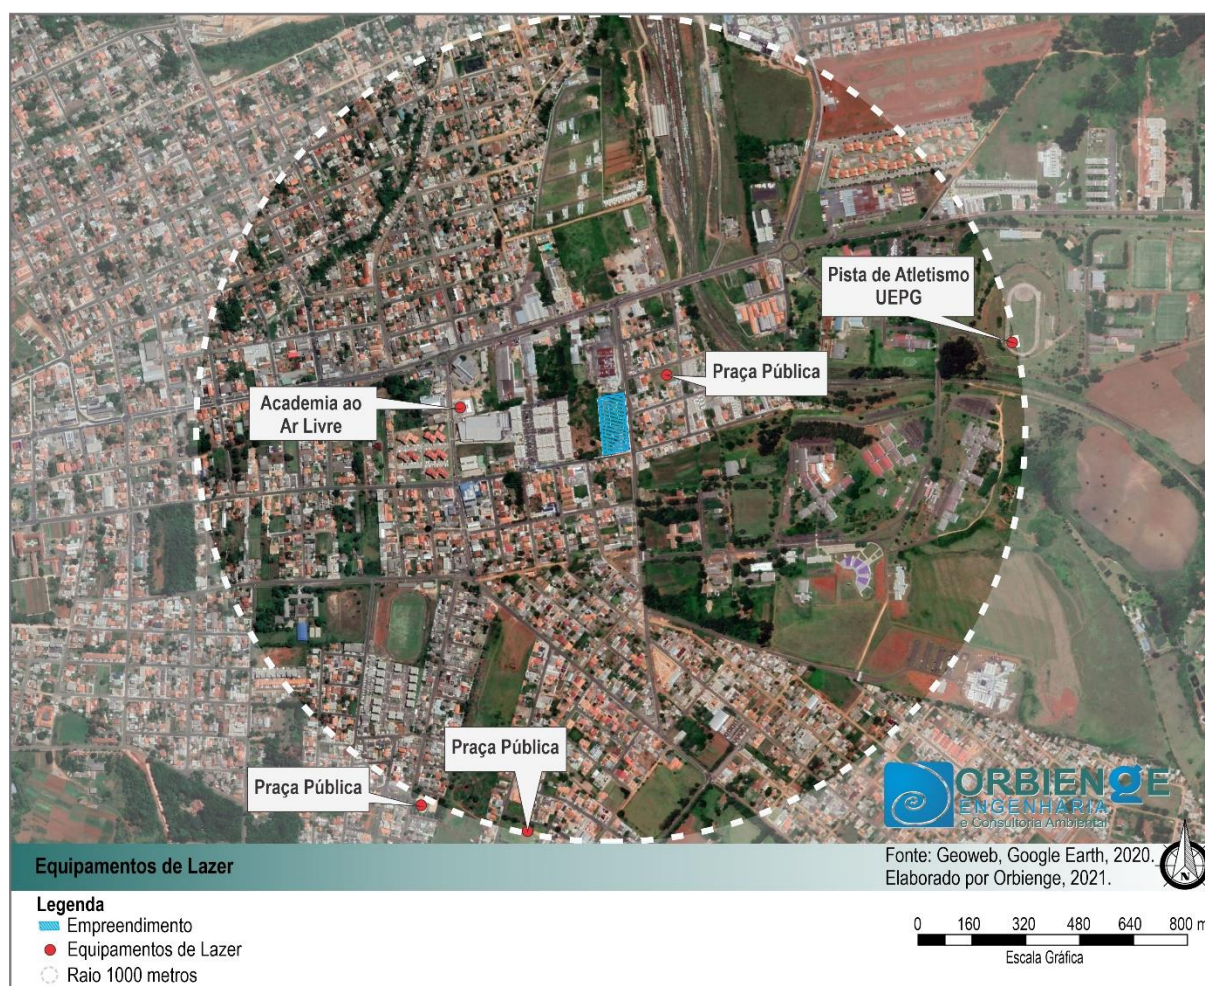 Pista de Atletismo
UEPG
Praça Pública
Academia ao
Ar Livre
Praça Pública
Praça Pública
ORBIENGE
ENGENHARIA
e Consultoria Ambiental
Equipamentos de Lazer
Fonte: Geoweb, Google Earth, 2020.
Elaborado por Orbienge, 2021.
N
Legenda
Empreendimento
Equipamentos de Lazer
Raio 1000 metros
0 160 320 480 640 800 m
Escala Gráfica